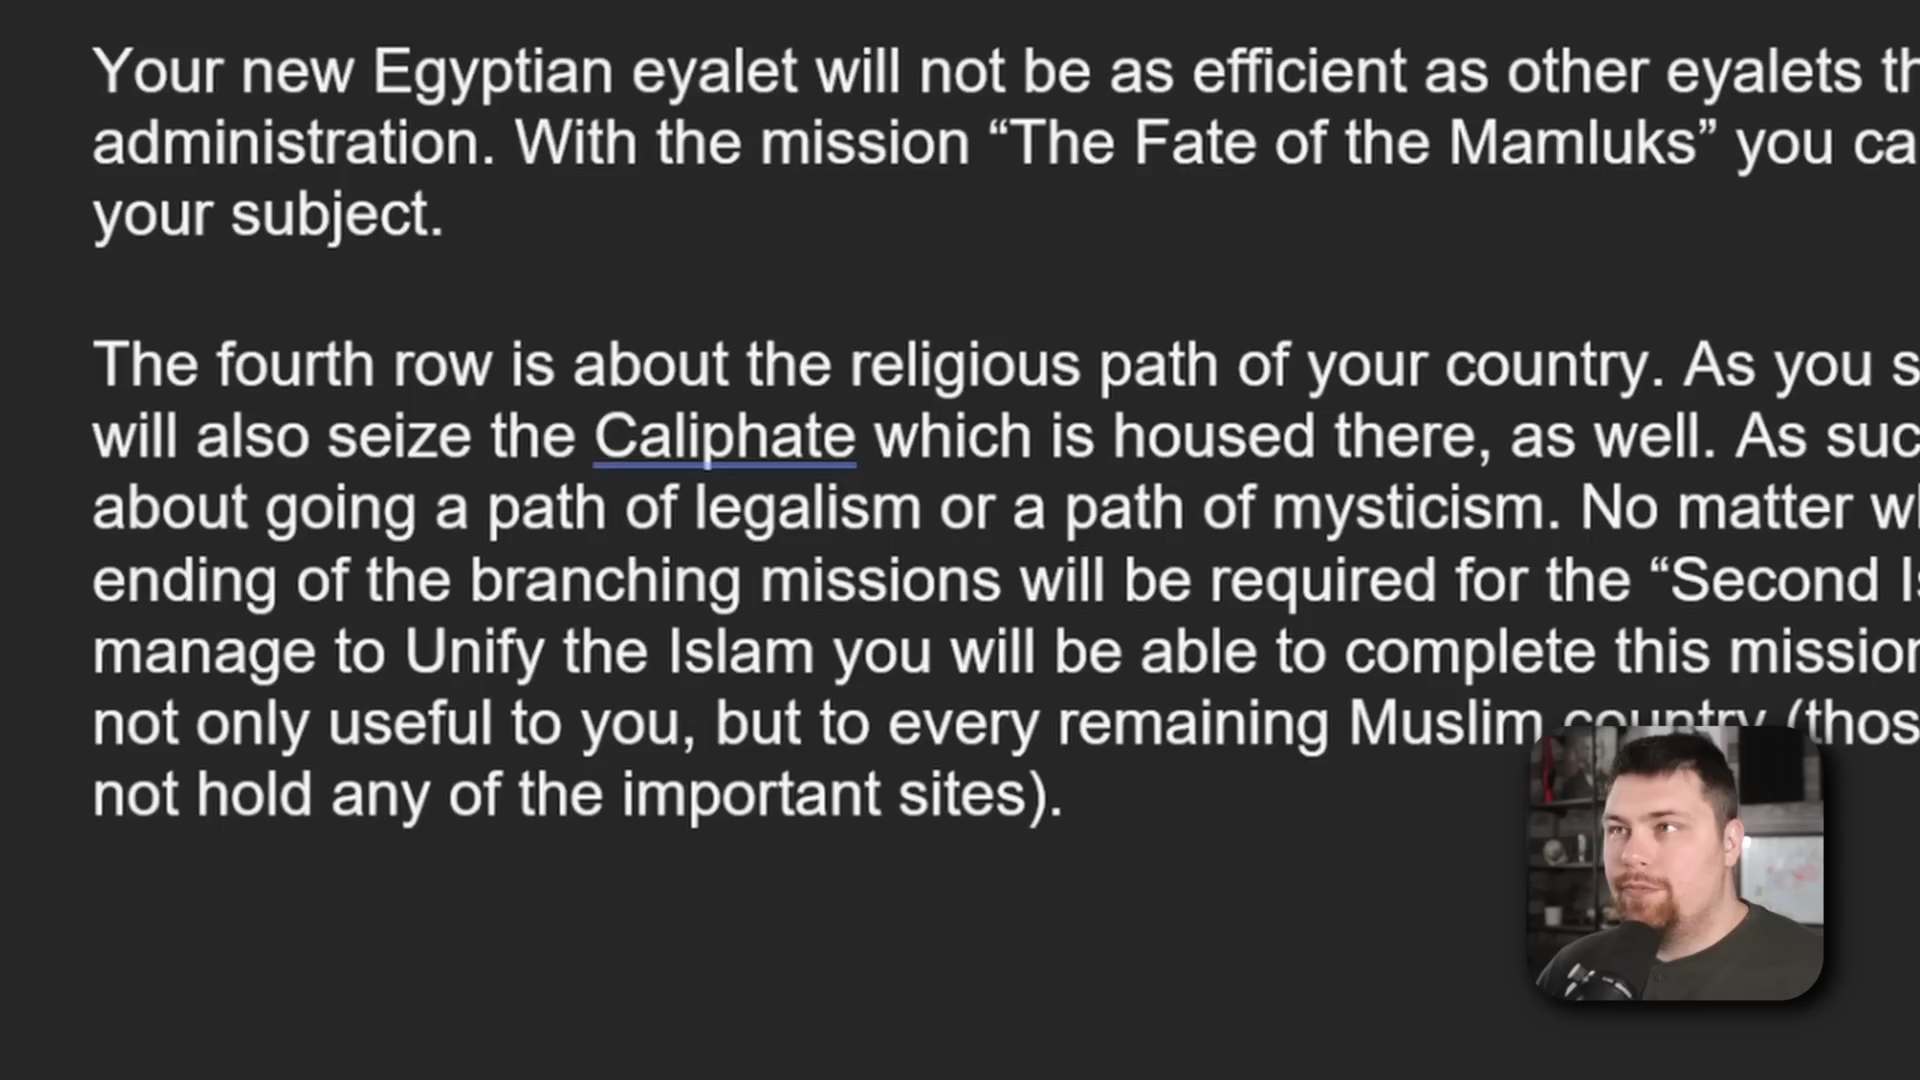 Your new Egyptian eyalet will not be as efficient as other eyalets
administration. With the mission “The Fate of the Mamluks” you
your subject.
The fourth row is about the religious path of your country. As you
will also seize the Caliphate which is housed there, as well. As
about going a path of legalism or a path of mysticism. No matter
ending of the branching missions will be required for the “Second
manage to Unify the Islam you will be able to complete this
not only useful to you, but to every remaining Muslim country
not hold any of the important sites).